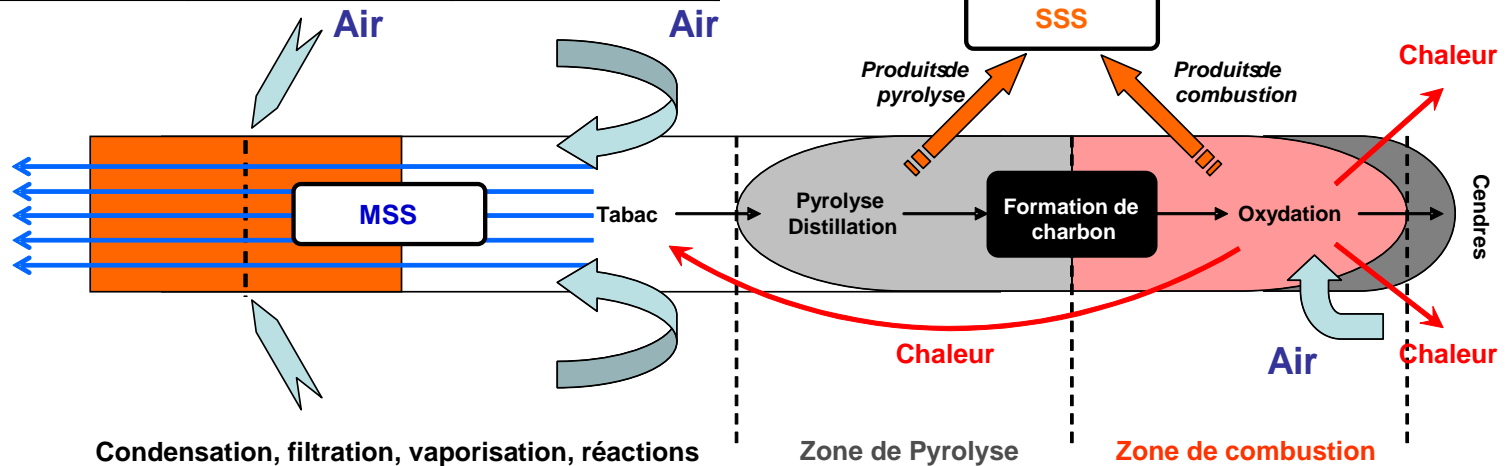 SSS
Air
Air
Chaleur
Produitsde
pyrolyse
Produitsde
combustion
MSS
Tabac
Pyrolyse
Distillation
Formation de
charbon
Oxydation
Cendres
Chaleur
Air
Chaleur
Condensation, filtration, vaporisation, réactions
Zone de Pyrolyse
Zone de combustion